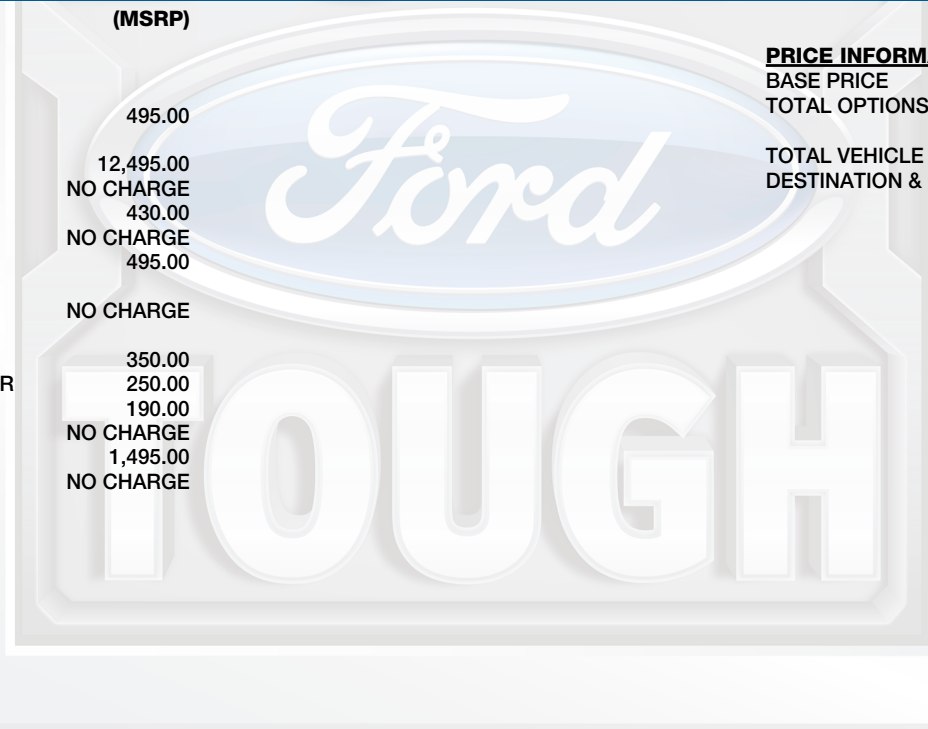 (MSRP)
495.00
12,495.00
NO CHARGE
430.00
NO CHARGE
495.00
NO CHARGE
350.00
R 250.00
190.00
NO CHARGE
1,495.00
NO CHARGE
PRICE INFORM
BASE PRICE
TOTAL OPTIONS
TOTAL VEHICLE
DESTINATION &
Ford
TOUGH